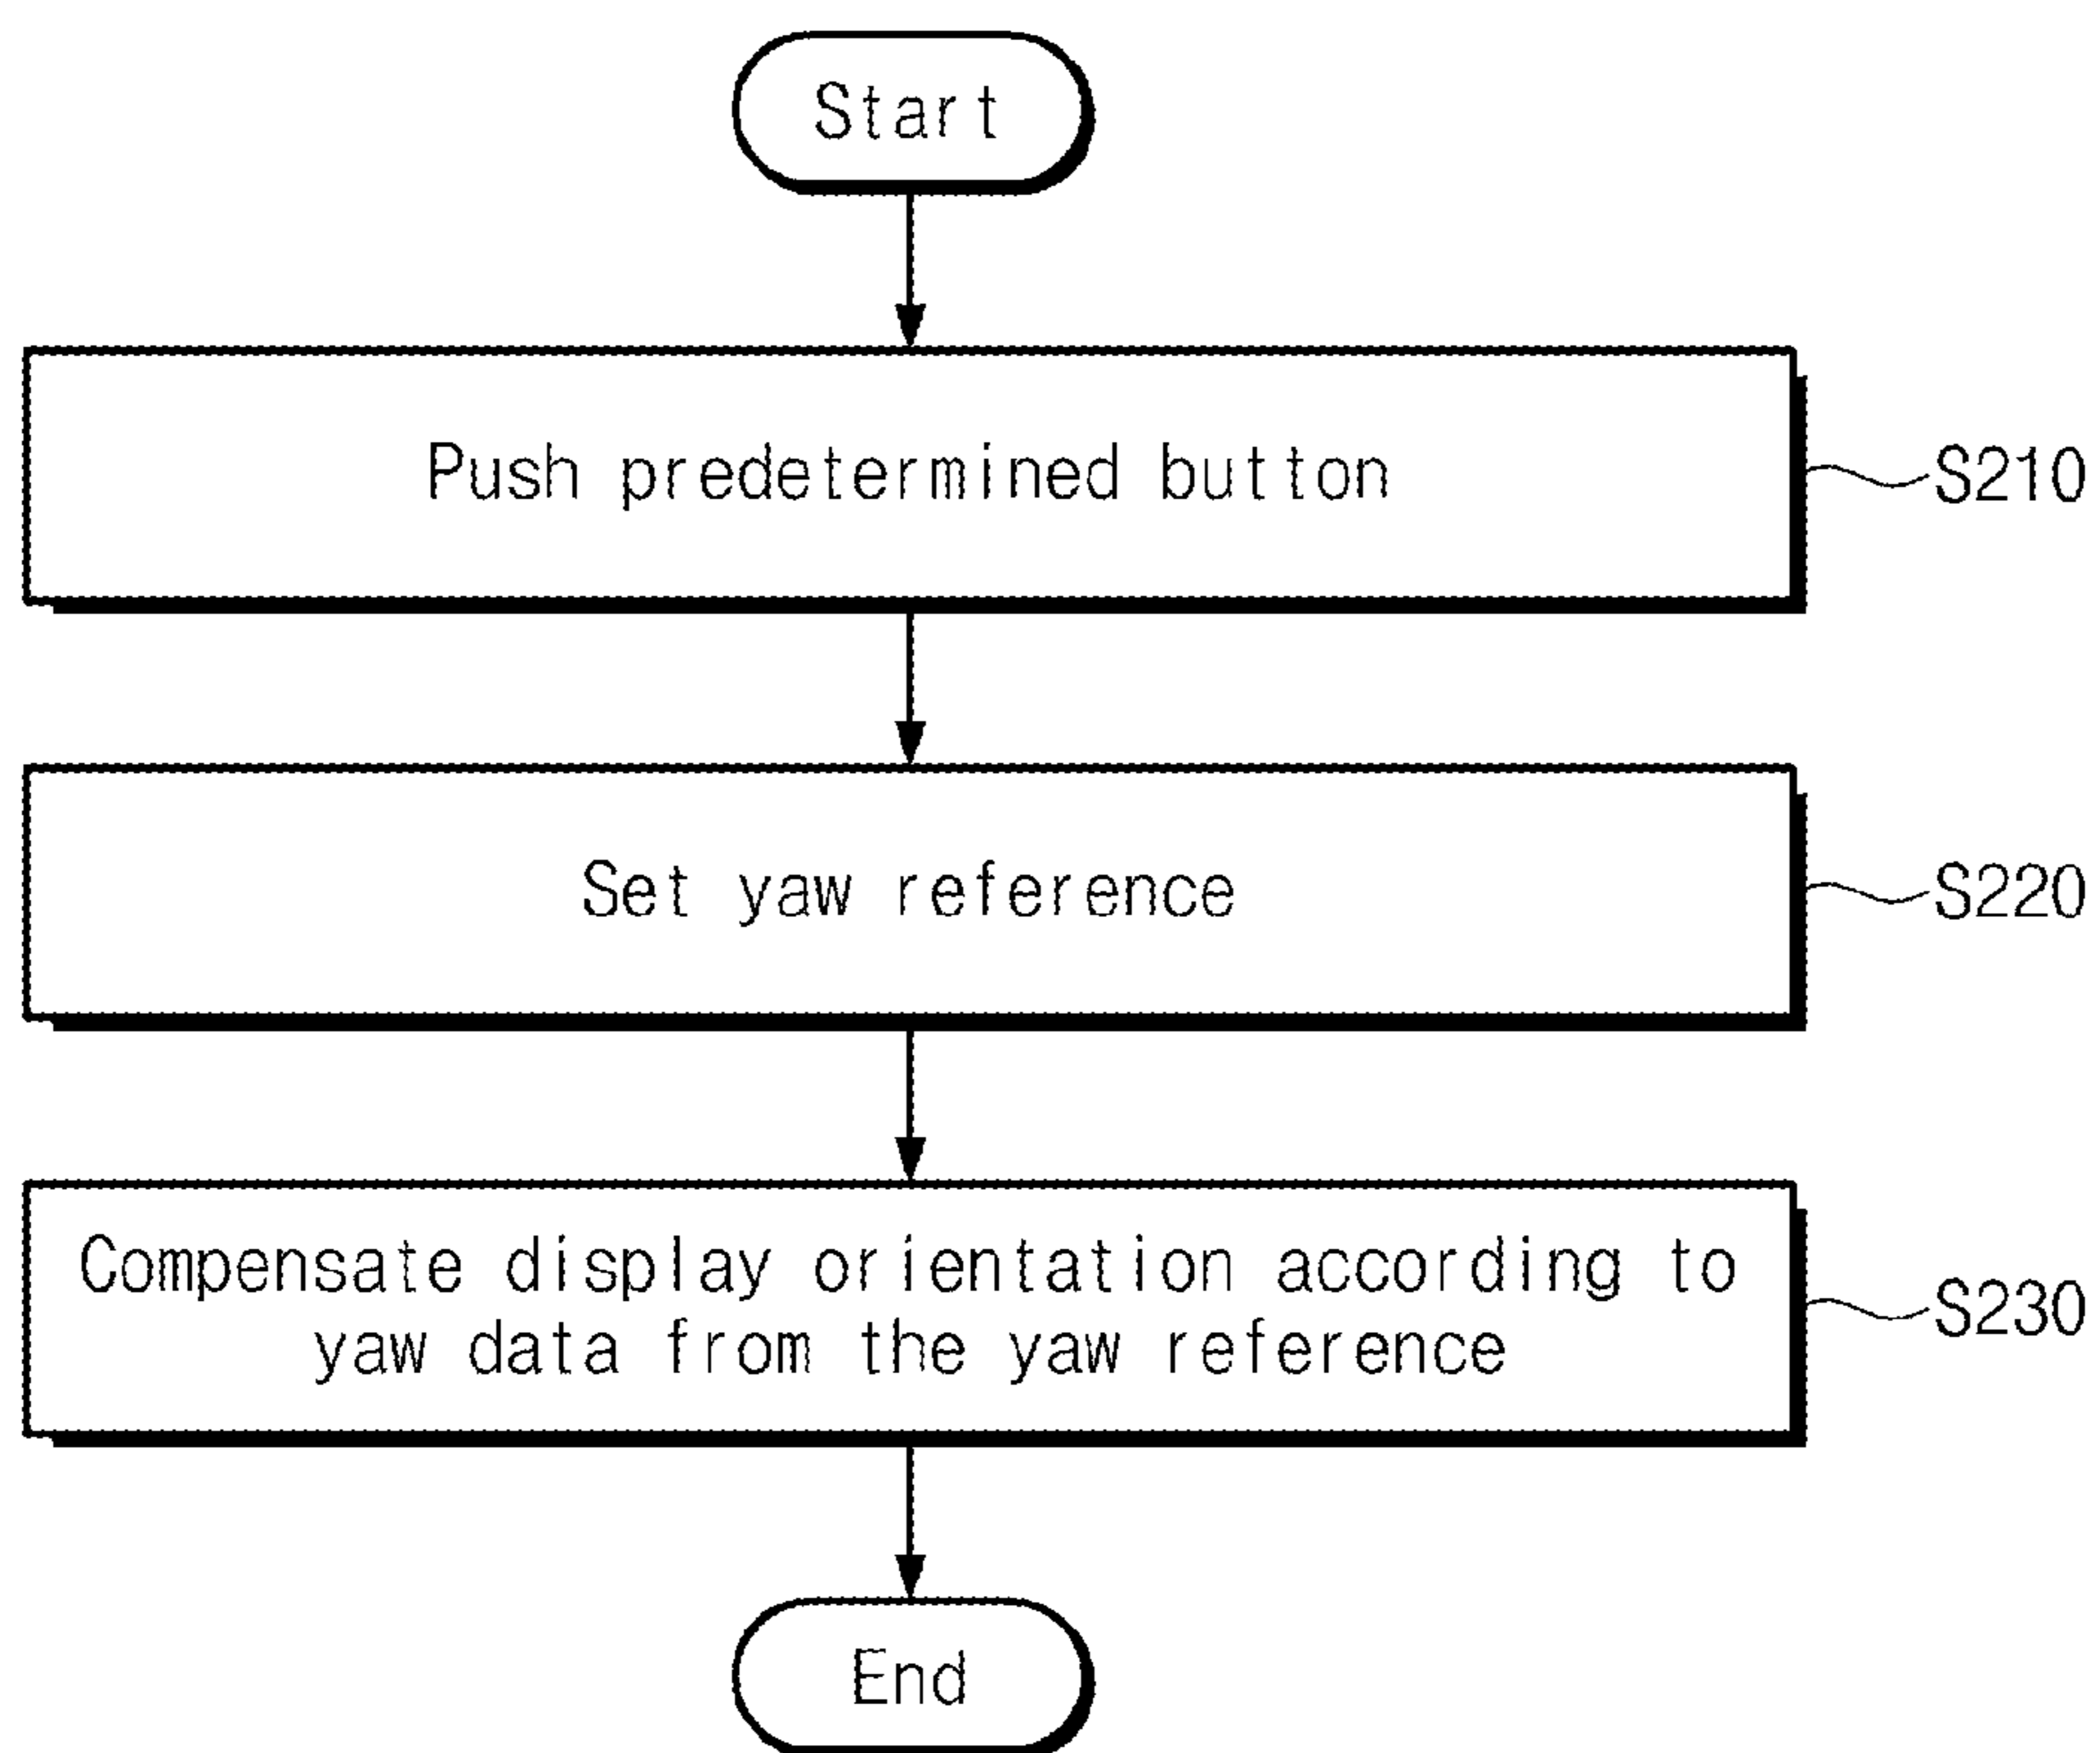 Start
Push predetermined button
S210
Set yaw reference
S220
Compensate display orientation according to
yaw data from the yaw reference
S230
End